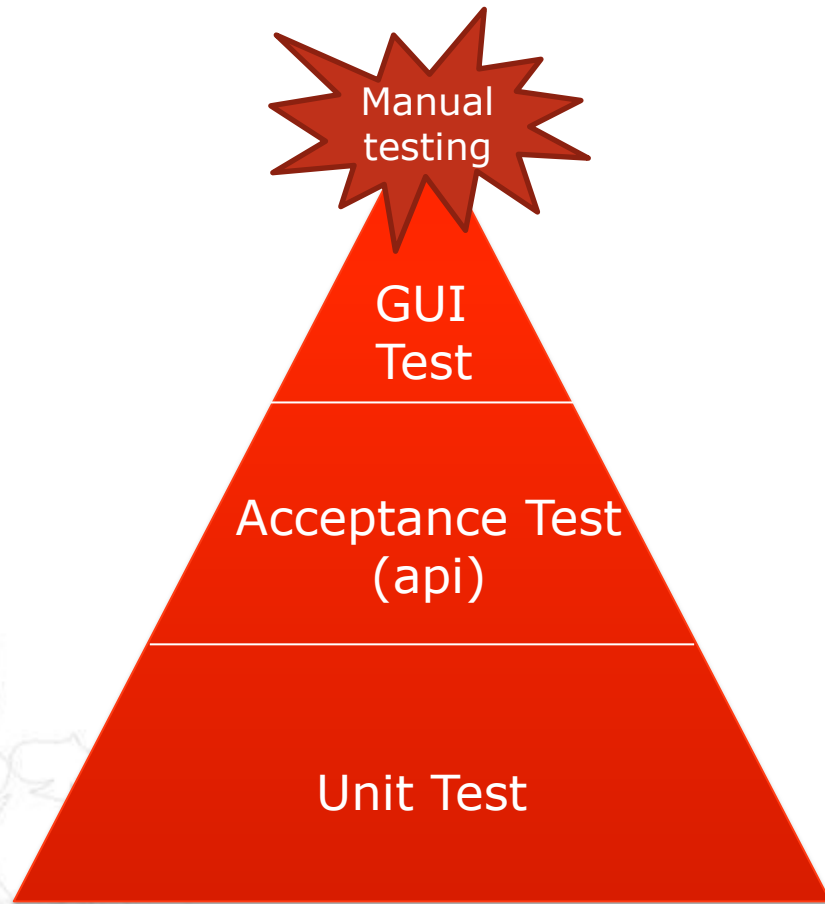 Manual
testing
GUI
Test
Acceptance Test
(api)
Unit Test